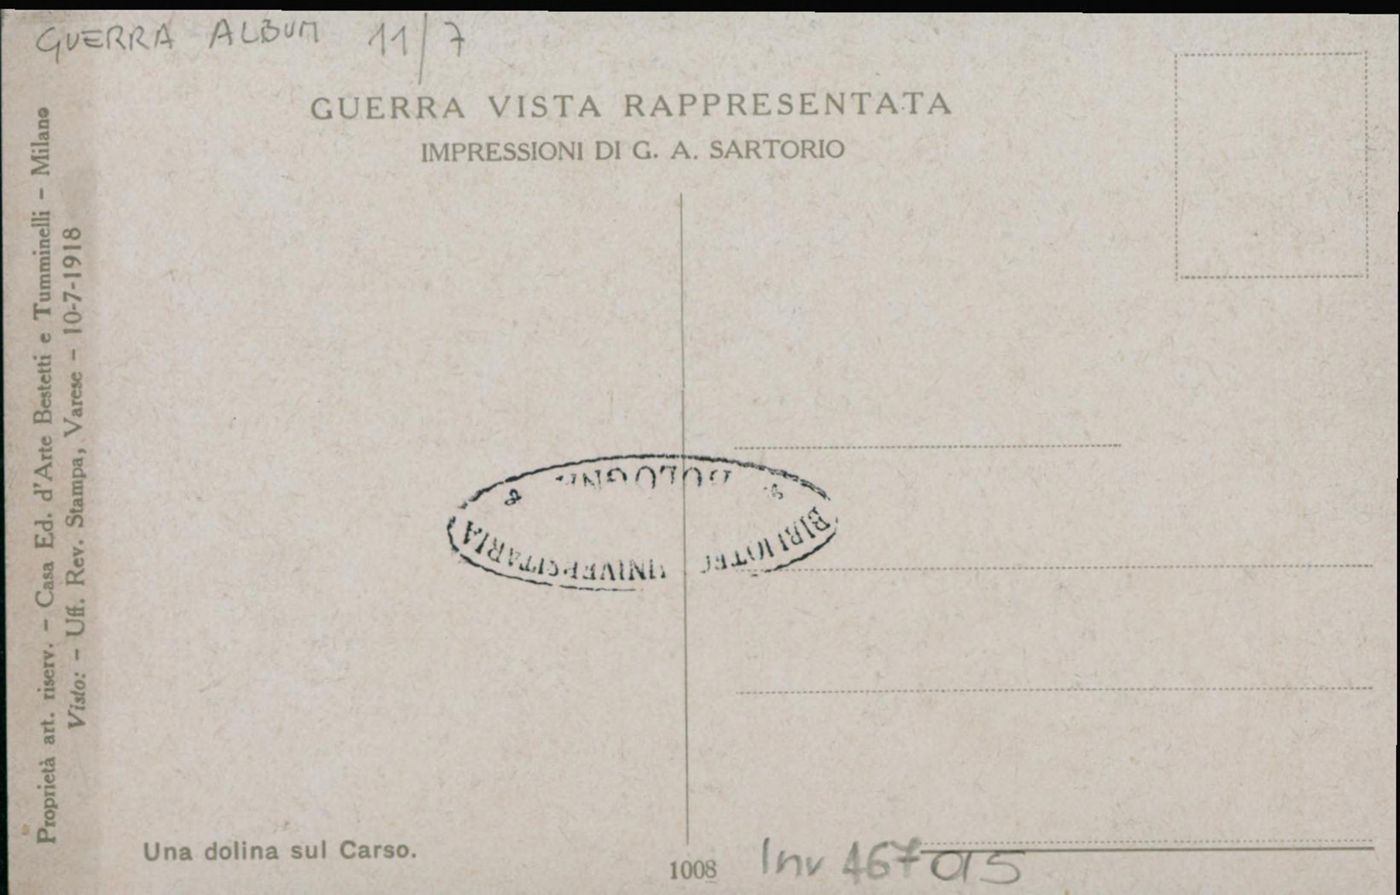 GUERRA ALBUM 11/7
GUERRA VISTA RAPPRESENTATA
IMPRESSIONI DI G. A. SARTORIO
Proprietà art. riserv. – Casa Ed. d'Arte Bestetti e Tumminelli – Milano
Visto: – Uff. Rev. Stampa, Varese – 10-7-1918
BIBLIOTECA UNIVERSITARIA
BOLOGNA
Una dolina sul Carso.
1008
Inv 467015